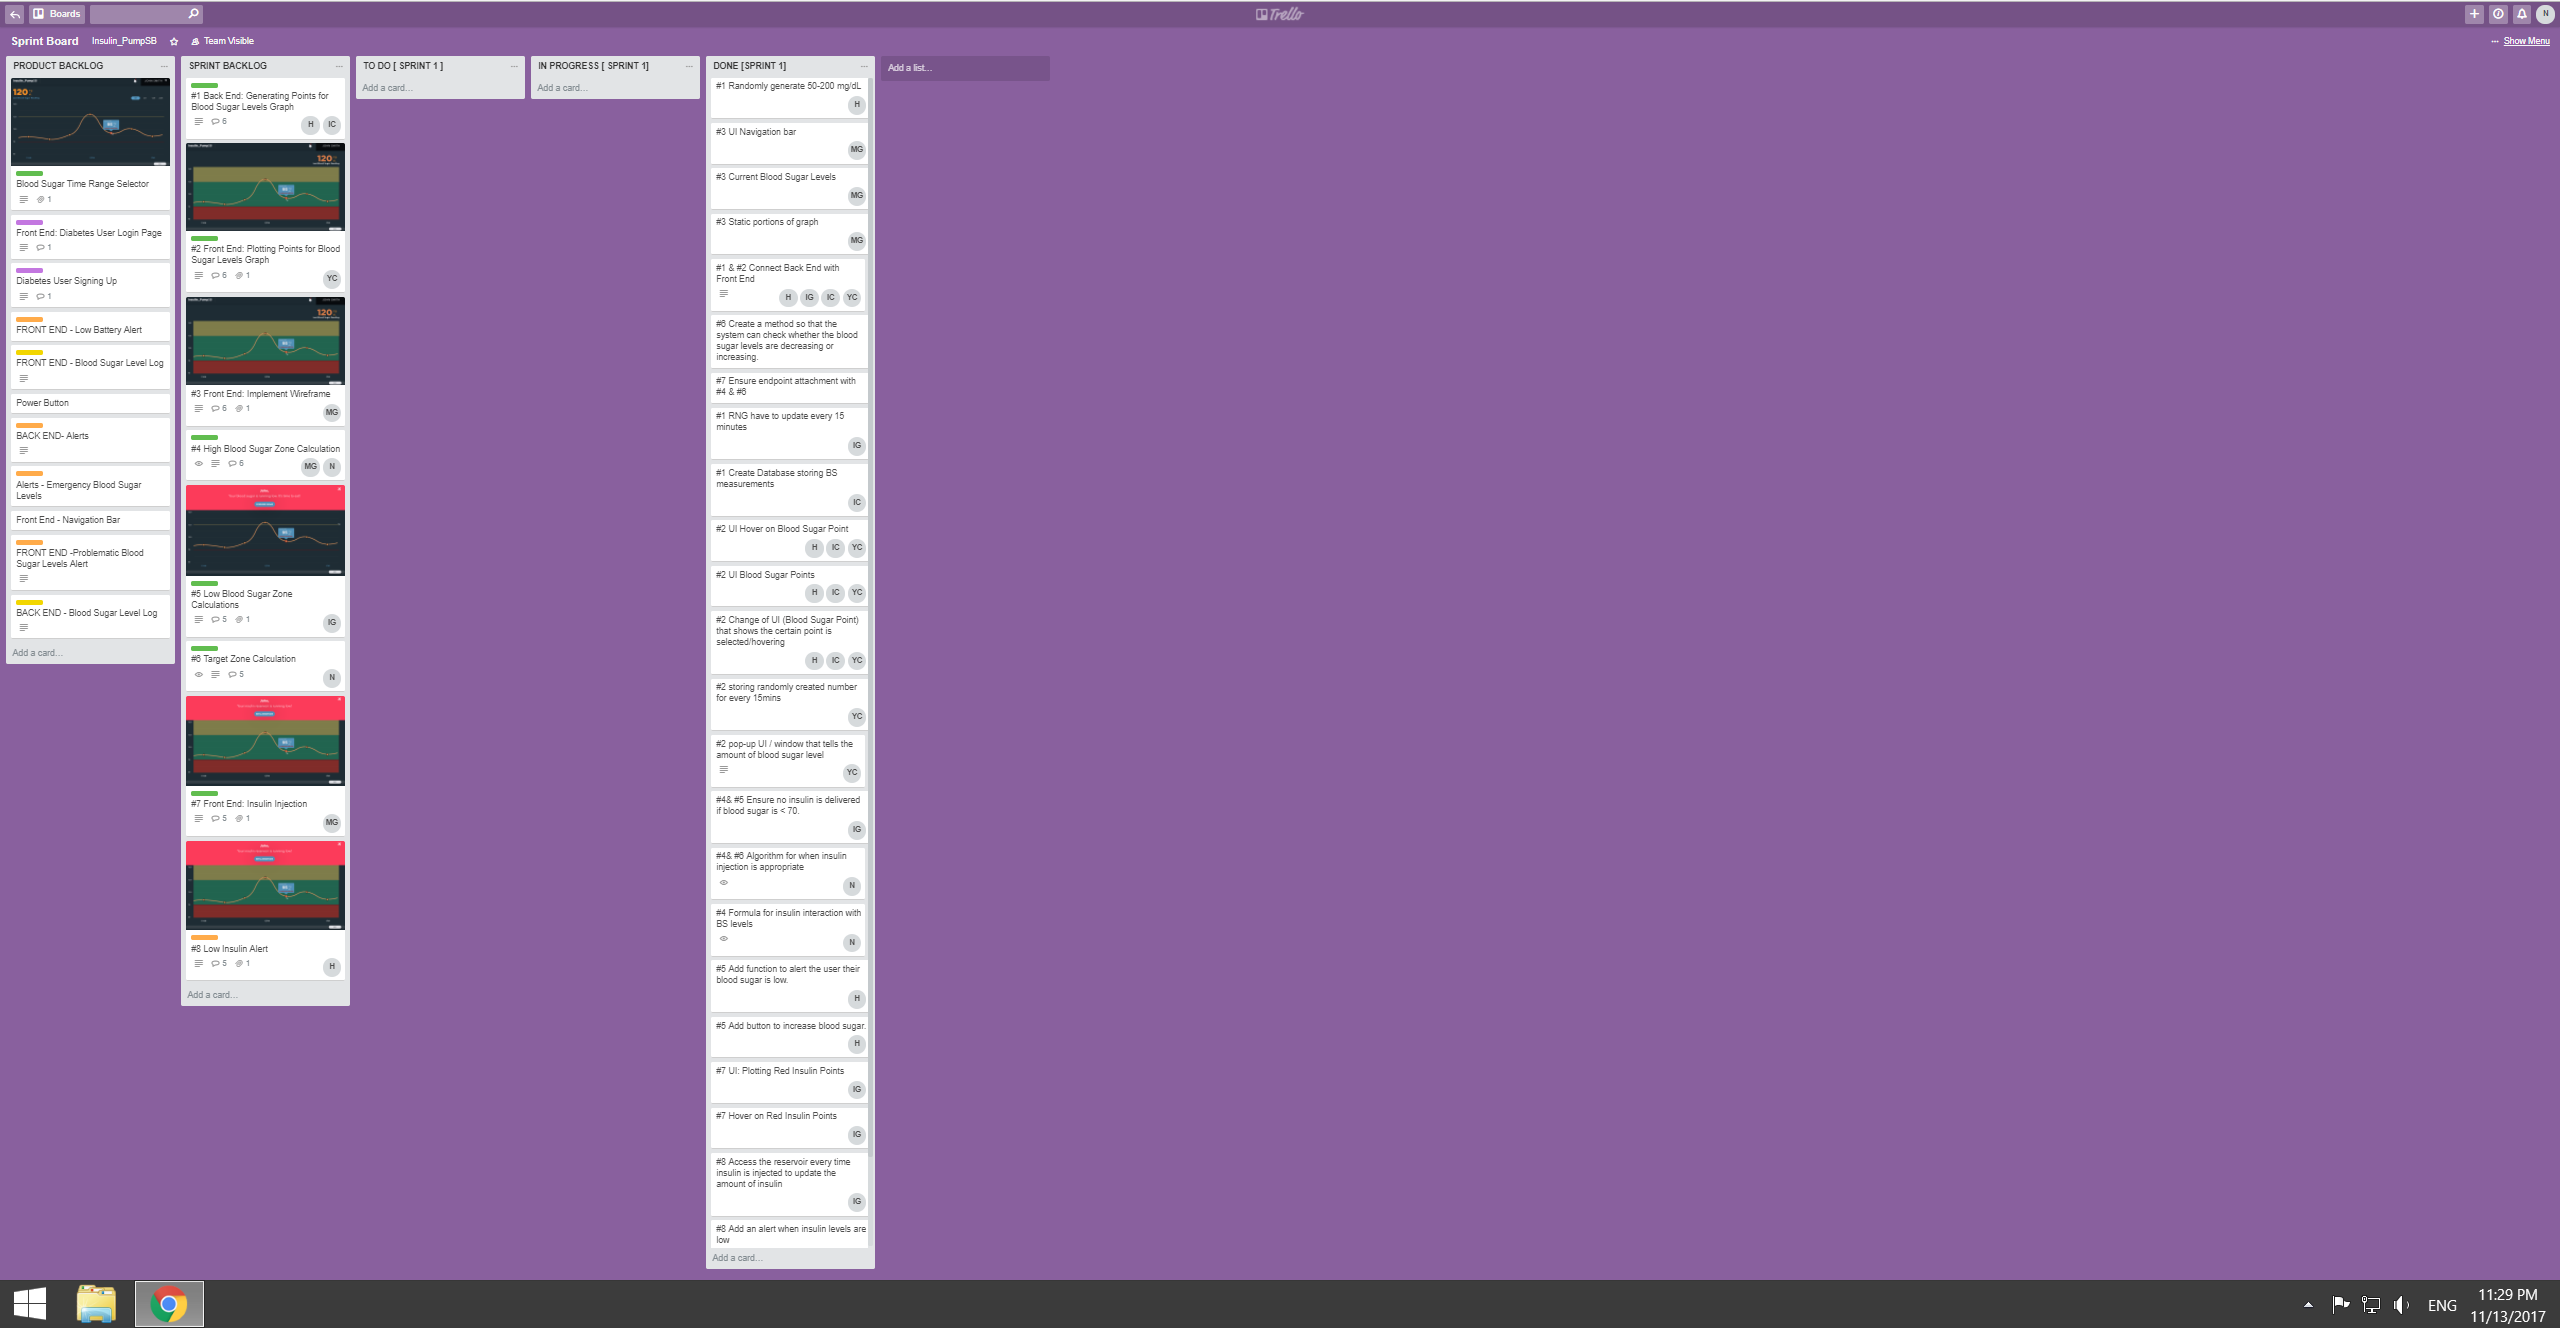 Boards
Trello
N
Sprint Board
Insulin_PumpSB
Team Visible
... Show Menu
PRODUCT BACKLOG
120
Blood Sugar Time Range Selector
1
Front End: Diabetes User Login Page
1
Diabetes User Signing Up
1
FRONT END - Low Battery Alert
FRONT END - Blood Sugar Level Log
Power Button
BACK END- Alerts
Alerts - Emergency Blood Sugar
Levels
Front End - Navigation Bar
FRONT END -Problematic Blood
Sugar Levels Alert
BACK END - Blood Sugar Level Log
Add a card...
SPRINT BACKLOG
#1 Back End: Generating Points for
Blood Sugar Levels Graph
6
H IC
120
#2 Front End: Plotting Points for Blood
Sugar Levels Graph
6 1
YC
120
#3 Front End: Implement Wireframe
6 1
MG
#4 High Blood Sugar Zone Calculation
6
MG N
#5 Low Blood Sugar Zone
Calculations
5 1
IG
#6 Target Zone Calculation
5
N
#7 Front End: Insulin Injection
5 1
MG
#8 Low Insulin Alert
5 1
H
Add a card...
TO DO [ SPRINT 1 ]
Add a card...
IN PROGRESS [ SPRINT 1]
Add a card...
DONE [SPRINT 1]
#1 Randomly generate 50-200 mg/dL
H
#3 UI Navigation bar
MG
#3 Current Blood Sugar Levels
MG
#3 Static portions of graph
MG
#1 & #2 Connect Back End with
Front End
H IG IC YC
#6 Create a method so that the
system can check whether the blood
sugar levels are decreasing or
increasing.
#7 Ensure endpoint attachment with
#4 & #6
#1 RNG have to update every 15
minutes
IG
#1 Create Database storing BS
measurements
IC
#2 UI Hover on Blood Sugar Point
H IC YC
#2 UI Blood Sugar Points
H IC YC
#2 Change of UI (Blood Sugar Point)
that shows the certain point is
selected/hovering
H IC YC
#2 storing randomly created number
for every 15mins
YC
#2 pop-up UI / window that tells the
amount of blood sugar level
YC
#4& #5 Ensure no insulin is delivered
if blood sugar is < 70.
IG
#4& #6 Algorithm for when insulin
injection is appropriate
N
#4 Formula for insulin interaction with
BS levels
N
#5 Add function to alert the user their
blood sugar is low.
H
#5 Add button to increase blood sugar.
H
#7 UI: Plotting Red Insulin Points
IG
#7 Hover on Red Insulin Points
IG
#8 Access the reservoir every time
insulin is injected to update the
amount of insulin
IG
#8 Add an alert when insulin levels are
low
Add a card...
Add a list...
ENG
11:29 PM
11/13/2017